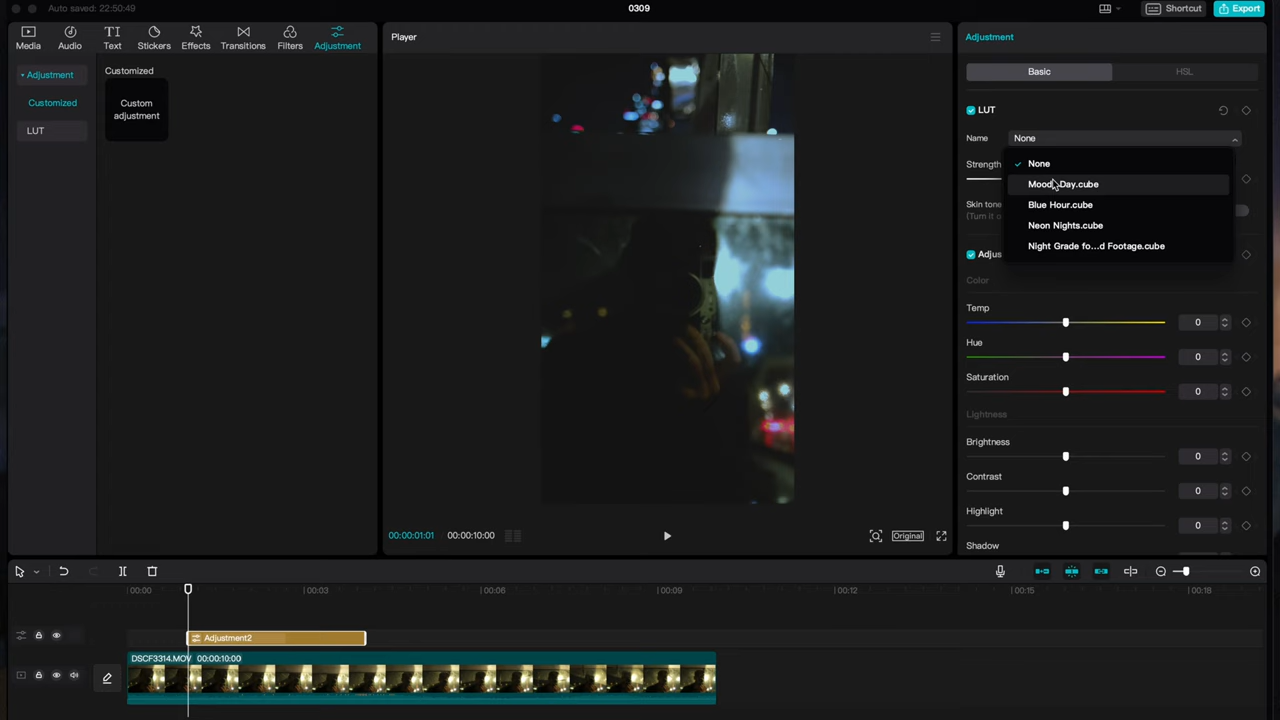 Auto saved: 22:50:49
0309
Shortcut
Export
Media
Audio
Text
Stickers
Effects
Transitions
Filters
Adjustment
Adjustment
Customized
LUT
Customized
Custom adjustment
Player
00:00:01:01
00:00:10:00
Original
Adjustment
Basic
HSL
LUT
Name
None
Strength
None
Blue Hour.cube
Neon Nights.cube
Night Grade fo...d Footage.cube
Skin tone
(Turn it
Adjus
Color
Temp
0
Hue
0
Saturation
0
Lightness
Brightness
0
Contrast
0
Highlight
0
Shadow
00:00
00:03
00:06
00:09
00:12
00:15
00:18
Adjustment2
DSCF3314.MOV 00:00:10:00